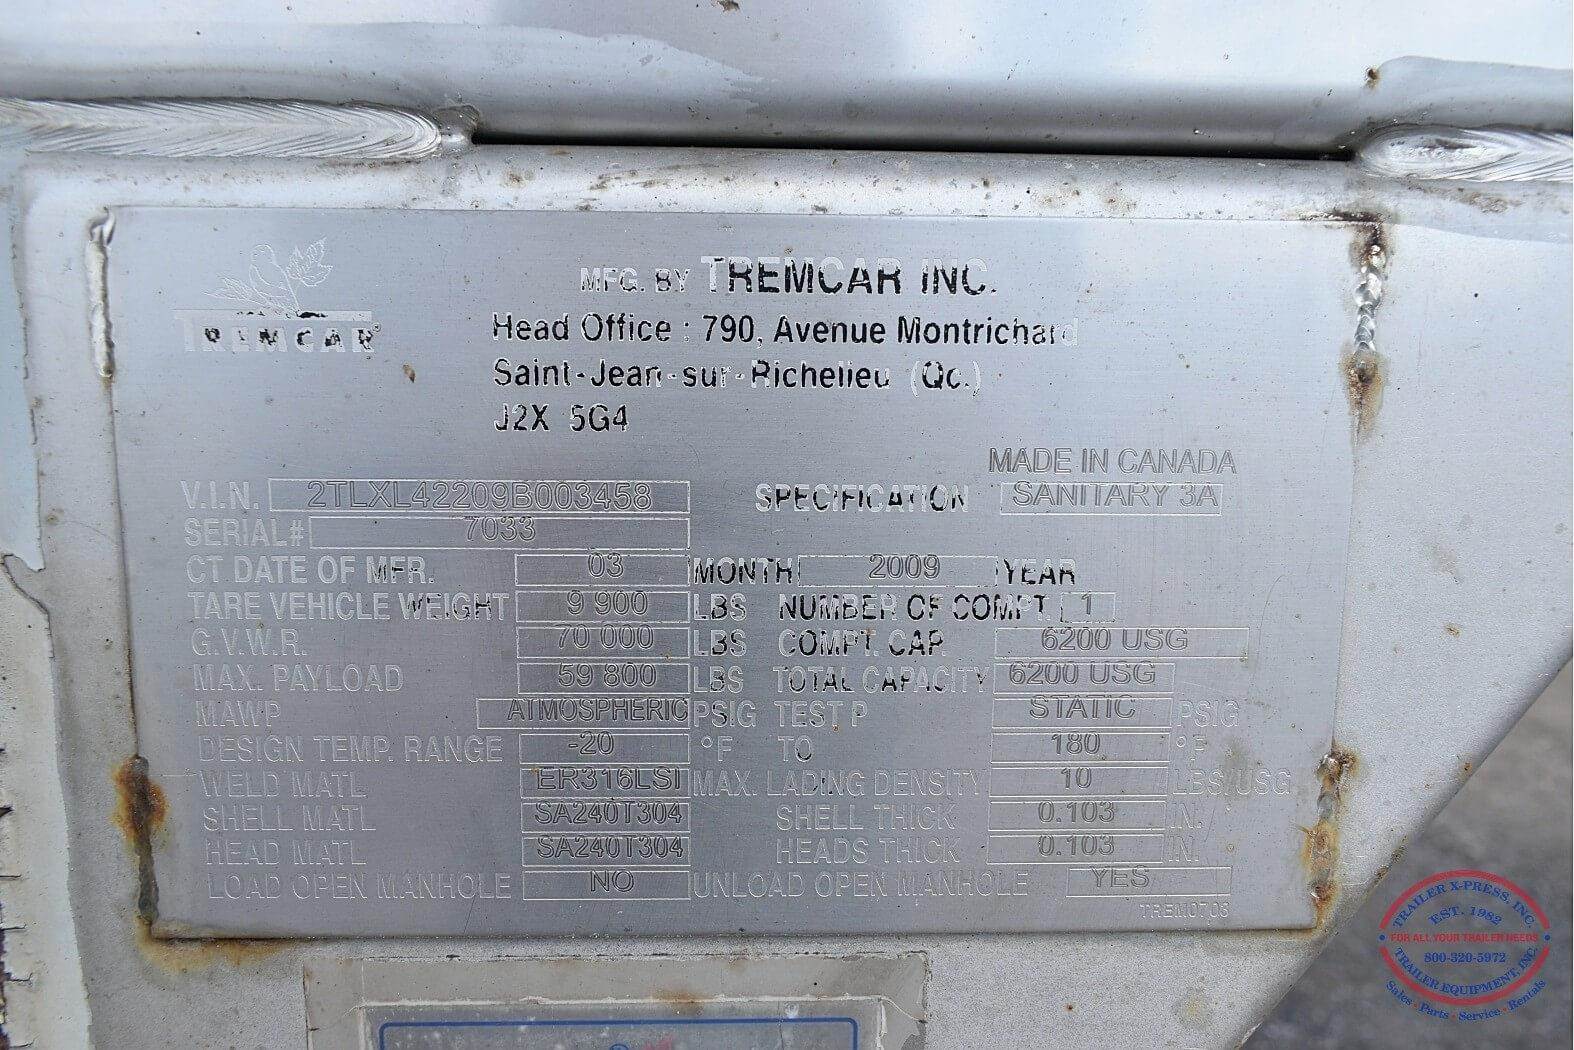 TREMCAR®
MFG. BY TREMCAR INC.
Head Office : 790, Avenue Montrichard
Saint-Jean-sur-Richelieu (Qc.)
J2X 5G4
MADE IN CANADA
V.I.N. 2TLXL42209B003458 SPECIFICATION SANITARY 3A
SERIAL# 7033
CT DATE OF MFR. 03 MONTH 2009 YEAR
TARE VEHICLE WEIGHT 9 900 LBS NUMBER OF COMPT. 1
G.V.W.R. 70 000 LBS COMPT. CAP. 6200 USG
MAX. PAYLOAD 59 800 LBS TOTAL CAPACITY 6200 USG
MAWP ATMOSPHERIC PSIG TEST P STATIC PSIG
DESIGN TEMP. RANGE -20 °F TO 180 °F
WELD MATL ER316LSI MAX. LADING DENSITY 10 LBS/USG
SHELL MATL SA240T304 SHELL THICK 0.103 IN.
HEAD MATL SA240T304 HEADS THICK 0.103 IN.
LOAD OPEN MANHOLE NO UNLOAD OPEN MANHOLE YES
TREM0703
TRAILER X-PRESS, INC.
EST. 1982
FOR ALL YOUR TRAILER NEEDS
800-320-5972
TRAILER EQUIPMENT, INC.
Sales · Parts · Service · Rentals